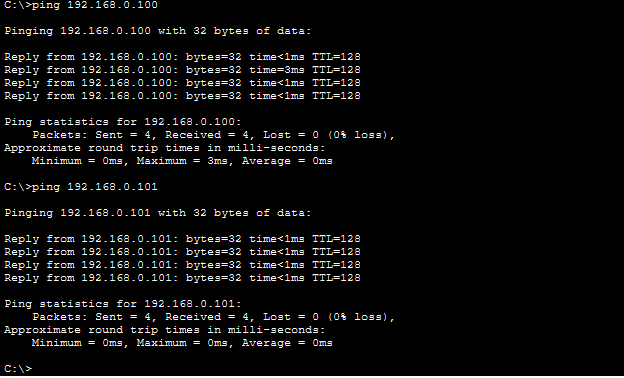 C:\>ping 192.168.0.100
Pinging 192.168.0.100 with 32 bytes of data:
Reply from 192.168.0.100: bytes=32 time<1ms TTL=128
Reply from 192.168.0.100: bytes=32 time=3ms TTL=128
Reply from 192.168.0.100: bytes=32 time<1ms TTL=128
Reply from 192.168.0.100: bytes=32 time<1ms TTL=128
Ping statistics for 192.168.0.100:
    Packets: Sent = 4, Received = 4, Lost = 0 (0% loss),
Approximate round trip times in milli-seconds:
    Minimum = 0ms, Maximum = 3ms, Average = 0ms
C:\>ping 192.168.0.101
Pinging 192.168.0.101 with 32 bytes of data:
Reply from 192.168.0.101: bytes=32 time<1ms TTL=128
Reply from 192.168.0.101: bytes=32 time<1ms TTL=128
Reply from 192.168.0.101: bytes=32 time<1ms TTL=128
Reply from 192.168.0.101: bytes=32 time<1ms TTL=128
Ping statistics for 192.168.0.101:
    Packets: Sent = 4, Received = 4, Lost = 0 (0% loss),
Approximate round trip times in milli-seconds:
    Minimum = 0ms, Maximum = 0ms, Average = 0ms
C:\>